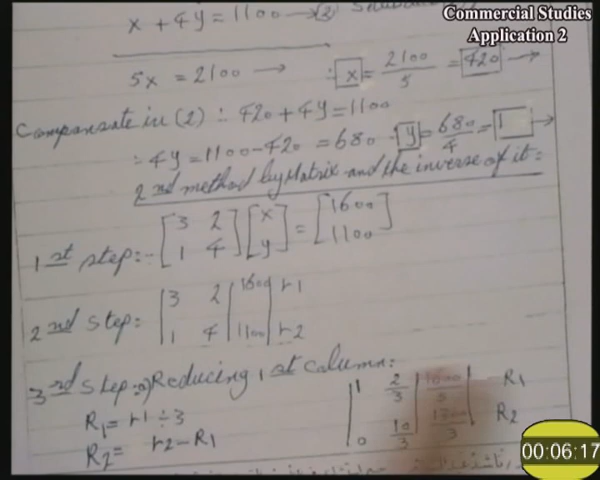 Commercial Studies
Application 2
x + 4y = 1100 → (2)
5x = 2100 → ∴ x = 2100/5 = 420 →
Compensate in (2) ∴ 420 + 4y = 1100
∴ 4y = 1100 - 420 = 680 y = 680/4 = 1 →
2nd method by Matrix and the inverse of it:
1st step:- [3 2 / 1 4] [x / y] = [1600 / 1100]
2nd step: |3 2 | 1600 | r1
|1 4 | 1100 | r2
3rd step:⇒ Reducing 1st column:
R1 = r1 ÷ 3 |1 2/3 | 1600/3 | R1
R2 = r2 - R1 |0 10/3 | /3 | R2
00:06:17